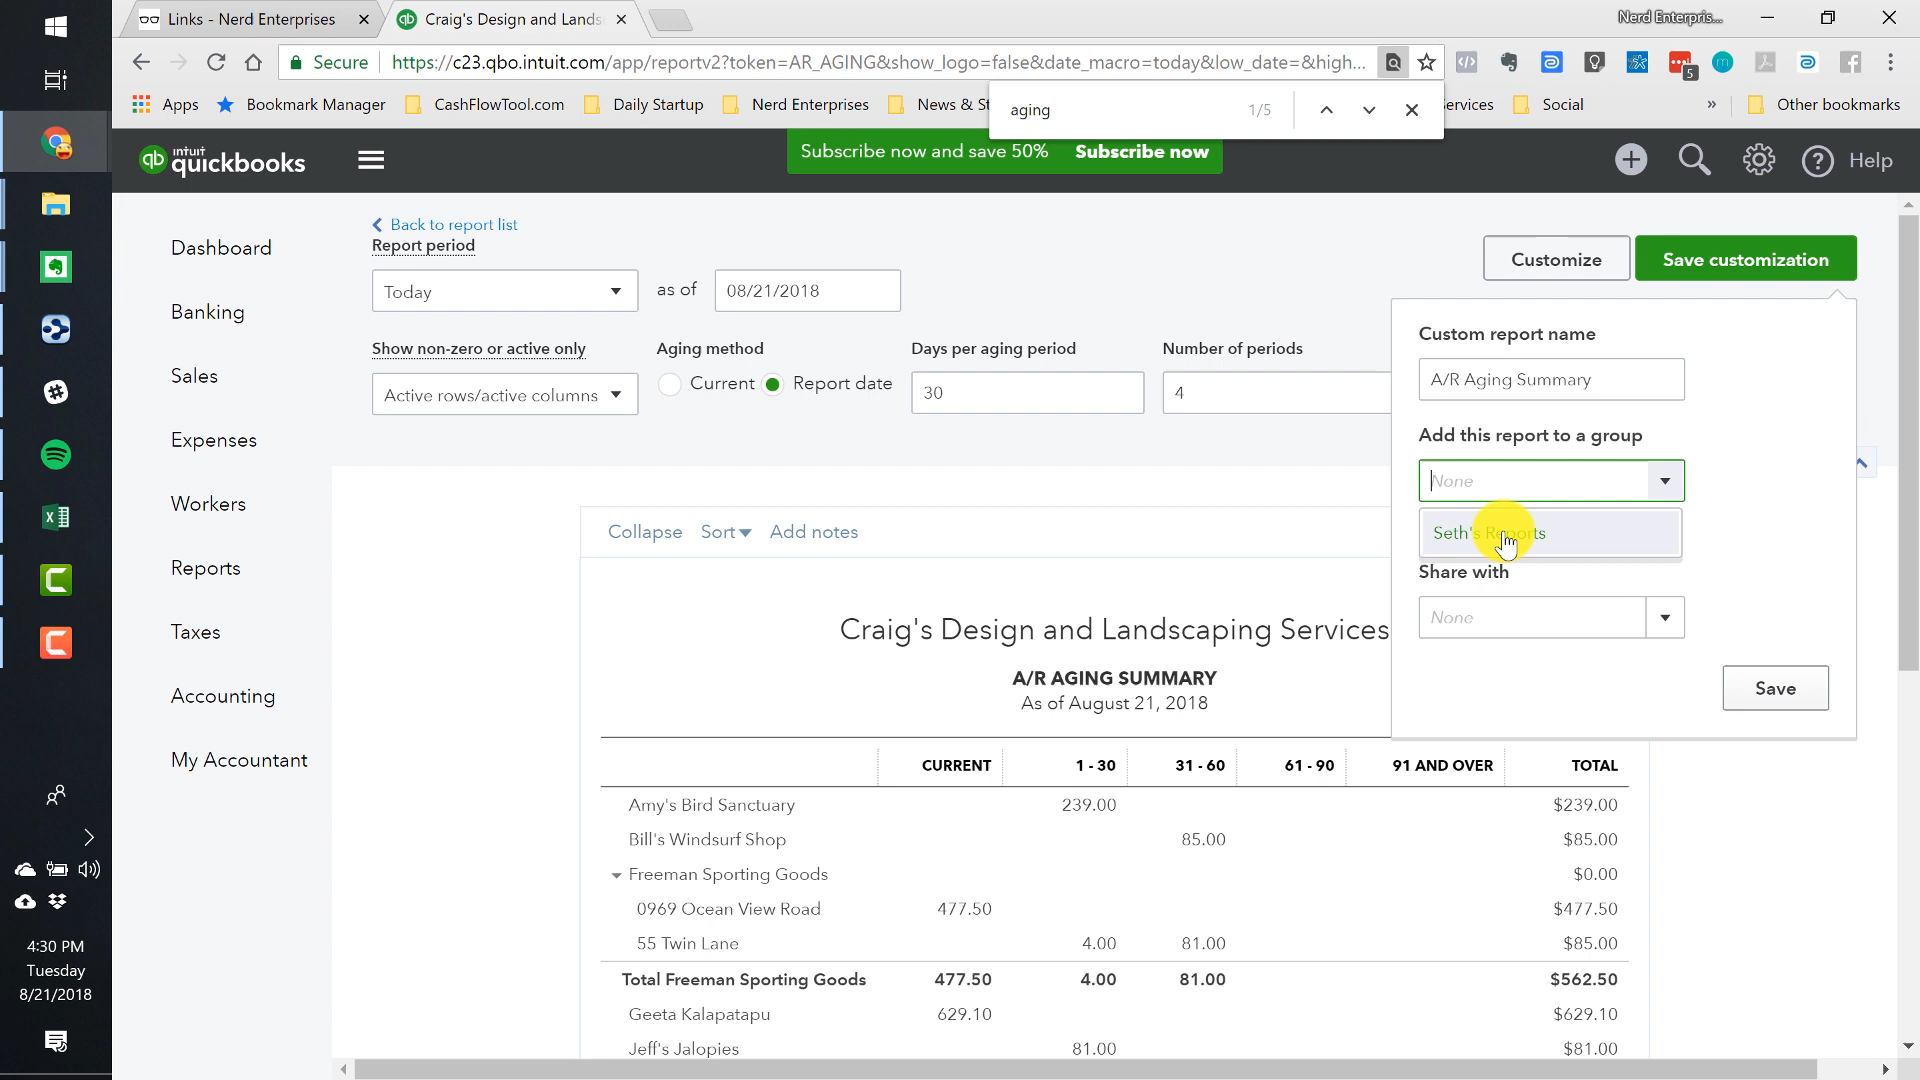 Links - Nerd Enterprises
Craig's Design and Lands
Nerd Enterpris...
Secure
https://c23.qbo.intuit.com/app/reportv2?token=AR_AGING&show_logo=false&date_macro=today&low_date=&high...
5
Apps
Bookmark Manager
CashFlowTool.com
Daily Startup
Nerd Enterprises
News & St
aging
1/5
ervices
Social
»
Other bookmarks
qb
intuit
quickbooks
Subscribe now and save 50% Subscribe now
Help
Dashboard
Banking
Sales
Expenses
Workers
Reports
Taxes
Accounting
My Accountant
Back to report list
Report period
Today
as of
08/21/2018
Customize
Save customization
Show non-zero or active only
Active rows/active columns
Aging method
Current
Report date
Days per aging period
30
Number of periods
4
Custom report name
A/R Aging Summary
Add this report to a group
None
Seth's Reports
Share with
None
Save
Collapse Sort Add notes
Craig's Design and Landscaping Services
A/R AGING SUMMARY
As of August 21, 2018
CURRENT 1 - 30 31 - 60 61 - 90 91 AND OVER TOTAL
Amy's Bird Sanctuary 239.00 $239.00
Bill's Windsurf Shop 85.00 $85.00
Freeman Sporting Goods $0.00
0969 Ocean View Road 477.50 $477.50
55 Twin Lane 4.00 81.00 $85.00
Total Freeman Sporting Goods 477.50 4.00 81.00 $562.50
Geeta Kalapatapu 629.10 $629.10
Jeff's Jalopies 81.00 $81.00
4:30 PM
Tuesday
8/21/2018